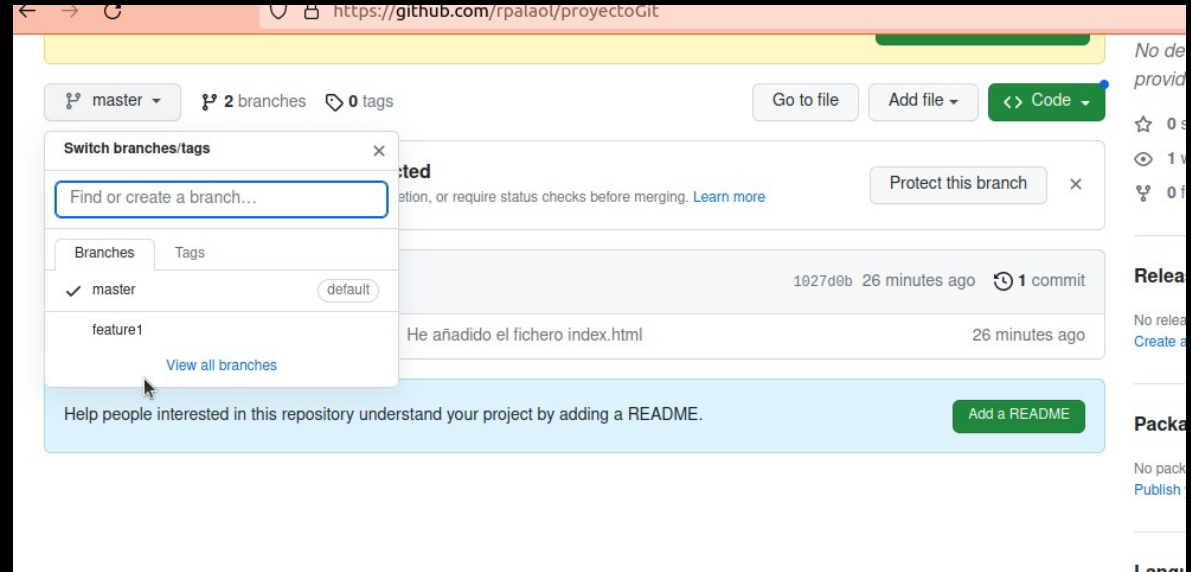 https://github.com/rpalaol/proyectoGit
master
2 branches
0 tags
Go to file
Add file
<> Code
Switch branches/tags
Find or create a branch...
Branches
Tags
master
default
feature1
View all branches
etion, or require status checks before merging. Learn more
Protect this branch
1027d0b 26 minutes ago
1 commit
He añadido el fichero index.html
26 minutes ago
Help people interested in this repository understand your project by adding a README.
Add a README
No de
provid
0 s
1 w
0 f
Relea
No relea
Create a
Packa
No pack
Publish